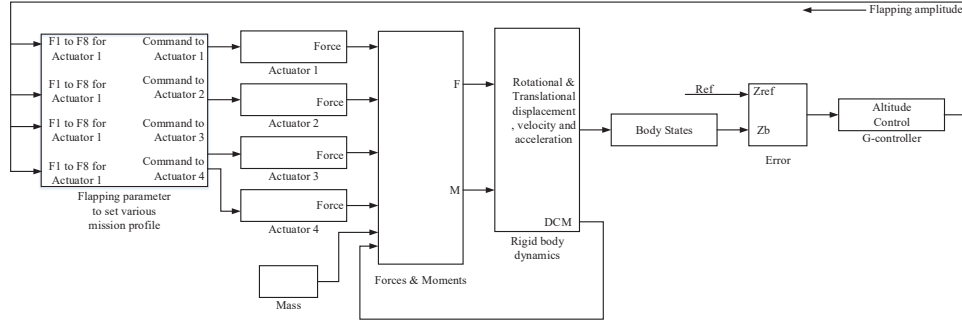 Flapping amplitude
F1 to F8 for
Actuator 1
Command to
Actuator 1
F1 to F8 for
Actuator 1
Command to
Actuator 2
F1 to F8 for
Actuator 1
Command to
Actuator 3
F1 to F8 for
Actuator 1
Command to
Actuator 4
Flapping parameter
to set various
mission profile
Force
Actuator 1
Force
Actuator 2
Force
Actuator 3
Force
Actuator 4
Mass
F
M
Forces & Moments
Rotational &
Translational
displacement
, velocity and
acceleration
DCM
Rigid body
dynamics
Body States
Ref
Zref
Zb
Error
Altitude
Control
G-controller